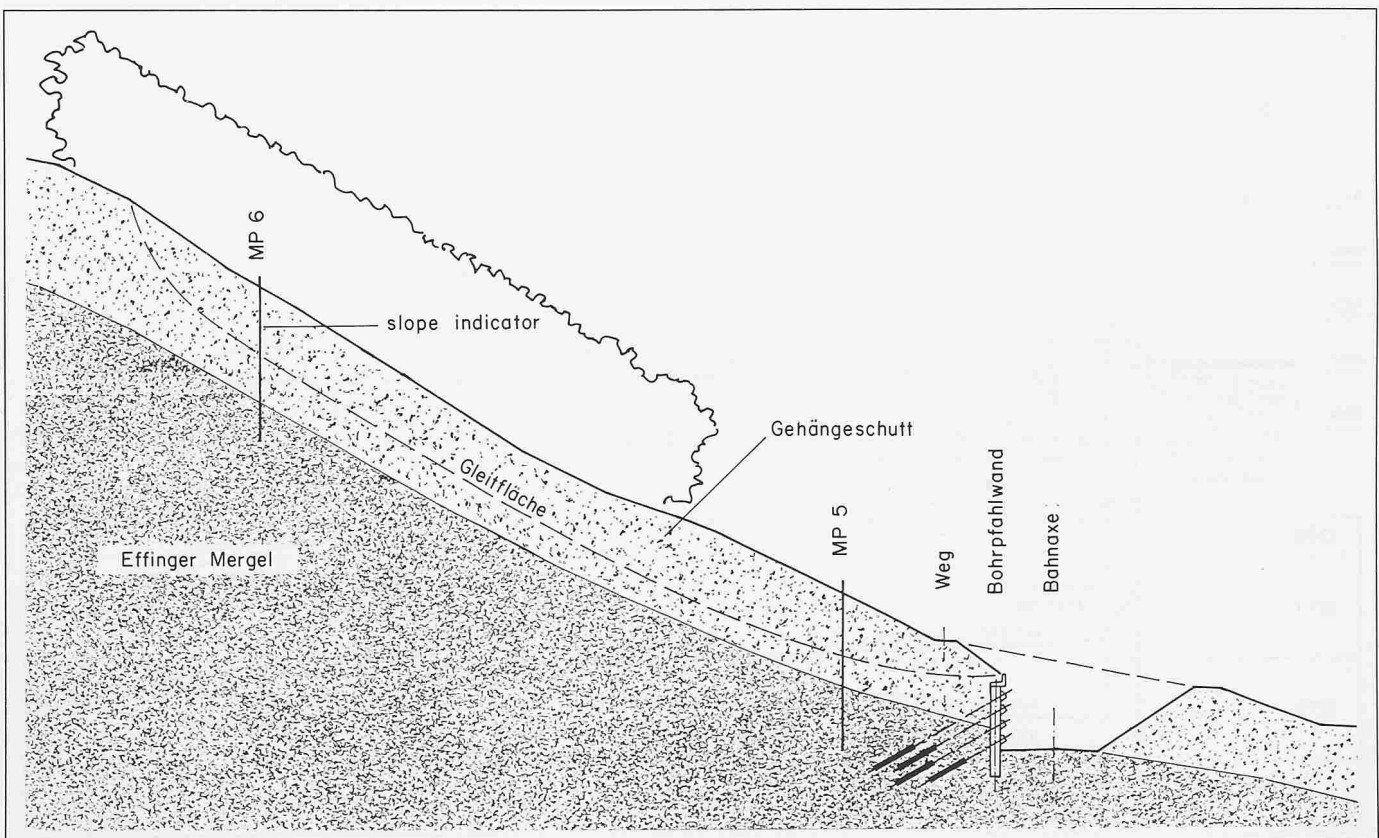 MP 6
slope indicator
Gehängeschutt
Gleitfläche
MP 5
Weg
Bohrpfahlwand
Bahnaxe
Effinger Mergel